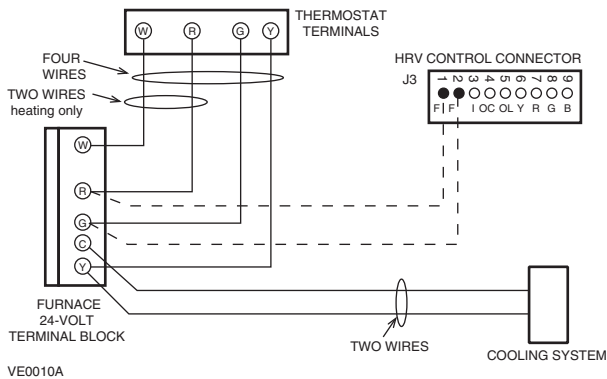 THERMOSTAT
TERMINALS
W R G Y
FOUR
WIRES
TWO WIRES
heating only
HRV CONTROL CONNECTOR
J3
1 2 3 4 5 6 7 8 9
F F I OC OL Y R G B
W
R
G
C
Y
FURNACE
24-VOLT
TERMINAL BLOCK
TWO WIRES
COOLING SYSTEM
VE0010A